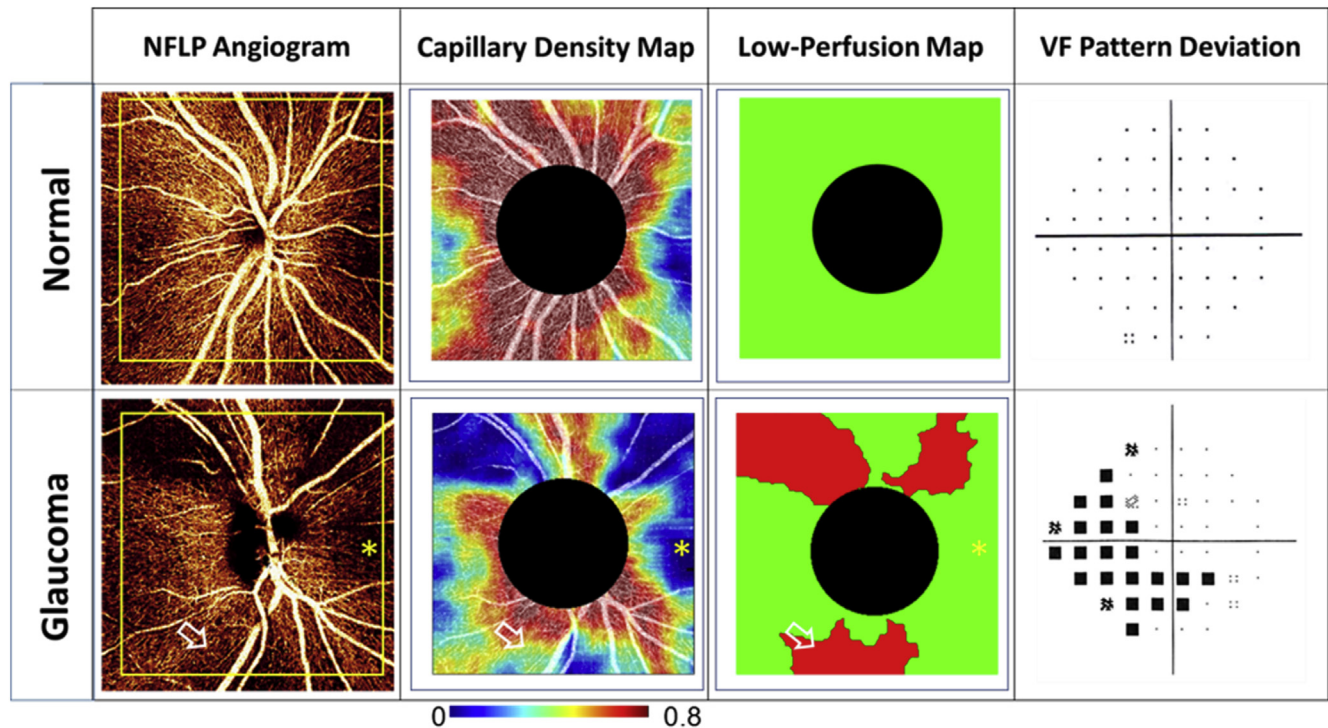 NFLP Angiogram Capillary Density Map Low-Perfusion Map VF Pattern Deviation
Normal
Glaucoma
* * *
0 0.8